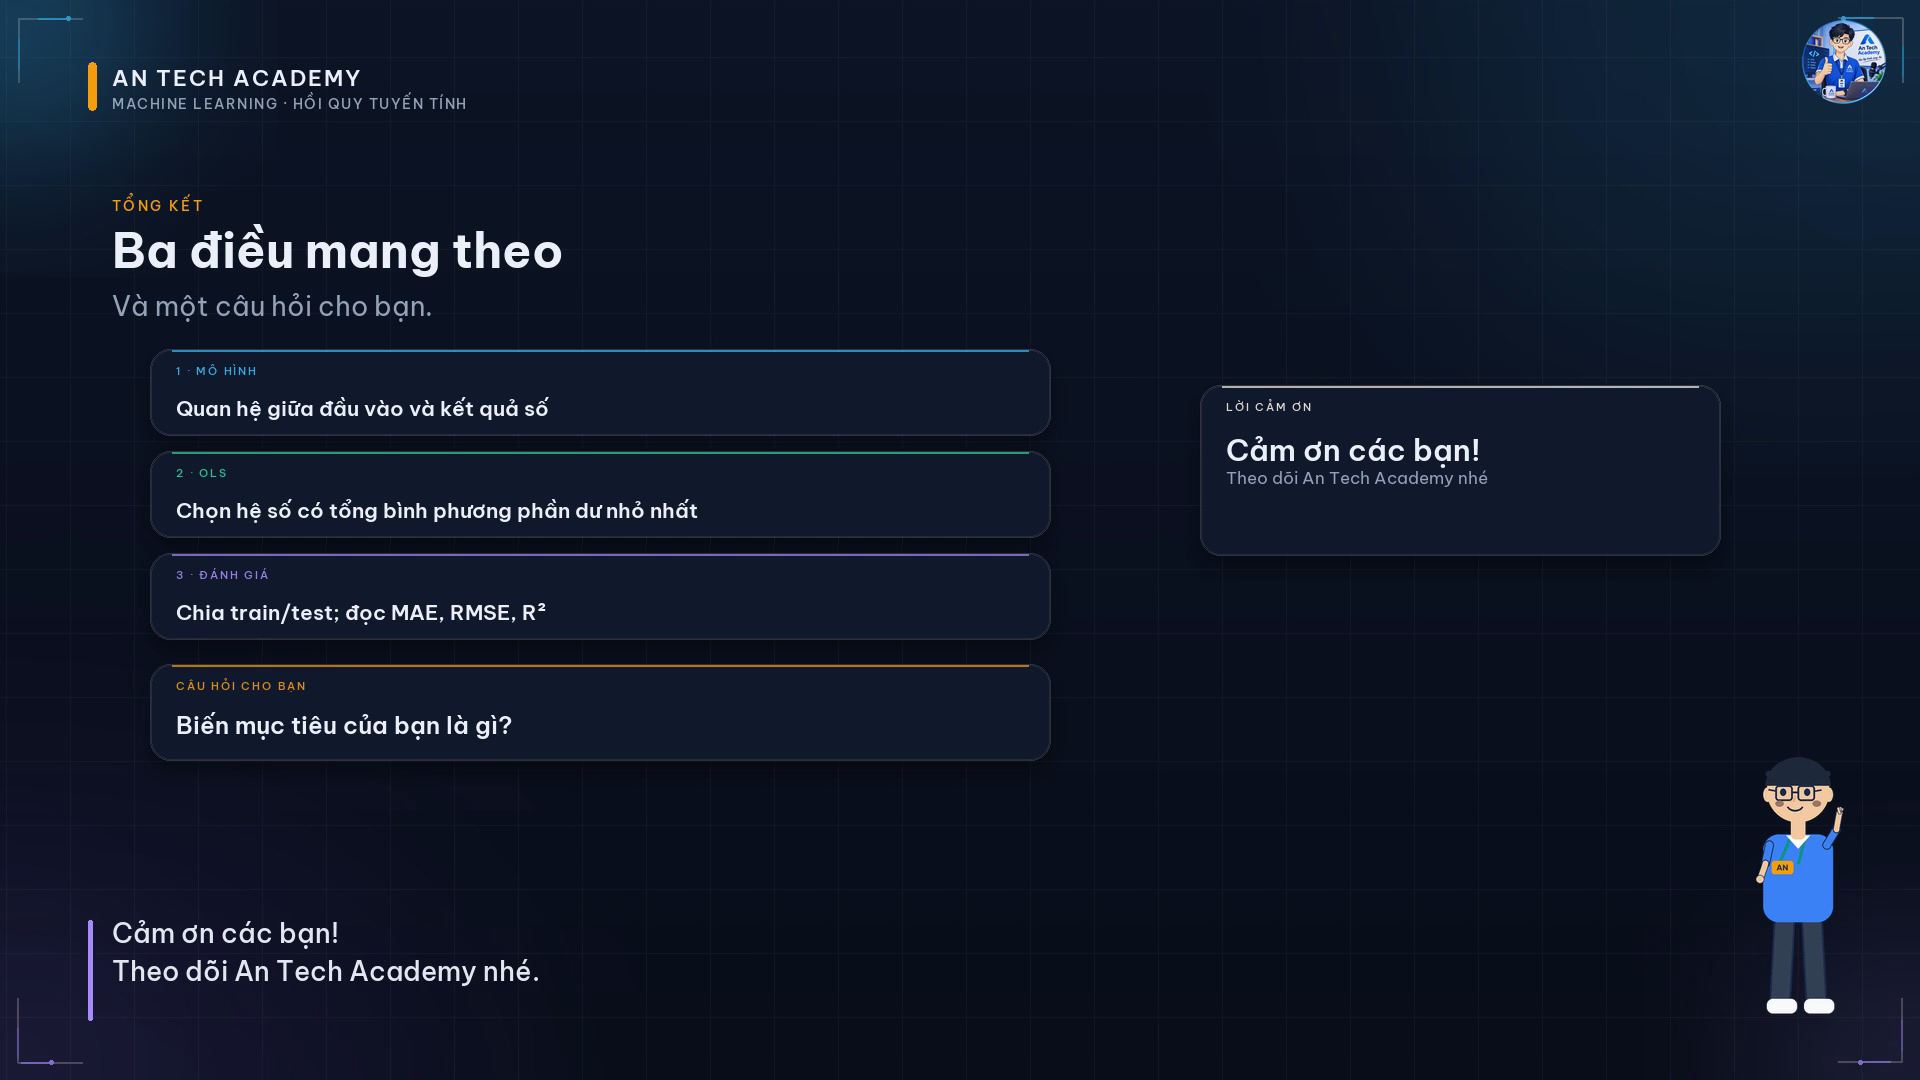 AN TECH ACADEMY
MACHINE LEARNING · HỒI QUY TUYẾN TÍNH
An Tech
Academy
TỔNG KẾT
Ba điều mang theo
Và một câu hỏi cho bạn.
1 · MÔ HÌNH
Quan hệ giữa đầu vào và kết quả số
2 · OLS
Chọn hệ số có tổng bình phương phần dư nhỏ nhất
3 · ĐÁNH GIÁ
Chia train/test; đọc MAE, RMSE, R²
CÂU HỎI CHO BẠN
Biến mục tiêu của bạn là gì?
LỜI CẢM ƠN
Cảm ơn các bạn!
Theo dõi An Tech Academy nhé
AN
Cảm ơn các bạn!
Theo dõi An Tech Academy nhé.